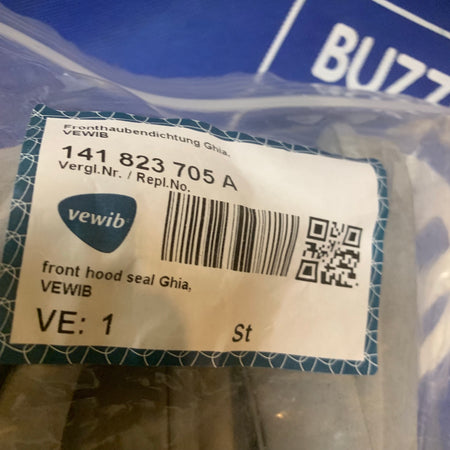 BUZZ
Fronthaubendichtung Ghia,
VEWIB
141 823 705 A
Vergl.Nr. / Repl.No.
vewib
front hood seal Ghia,
VEWIB
VE: 1 St